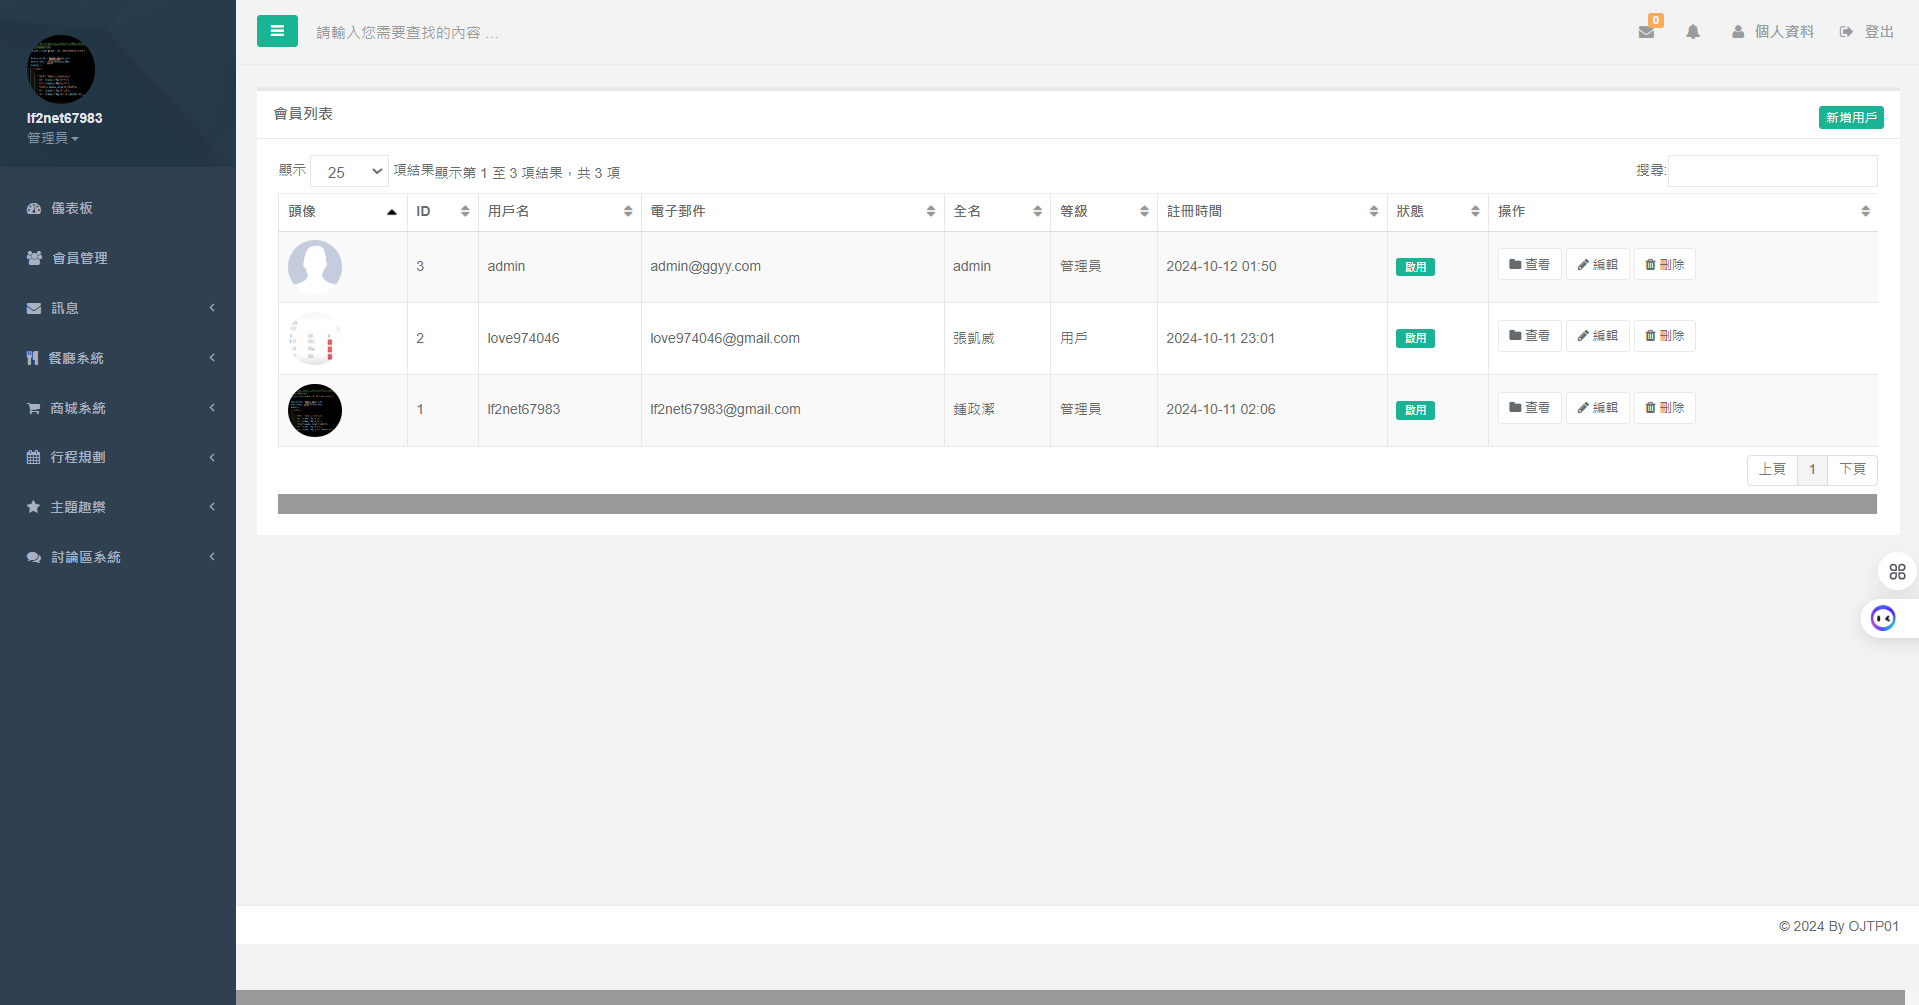 請輸入您需要查找的內容 ...
0
個人資料
登出
lf2net67983
管理員
儀表板
會員管理
訊息
餐廳系統
商城系統
行程規劃
主題趣樂
討論區系統
會員列表
新增用戶
顯示 25 項結果顯示第 1 至 3 項結果，共 3 項
搜尋:
頭像 ID 用戶名 電子郵件 全名 等級 註冊時間 狀態 操作
3 admin admin@ggyy.com admin 管理員 2024-10-12 01:50 啟用 查看 編輯 刪除
2 love974046 love974046@gmail.com 張凱威 用戶 2024-10-11 23:01 啟用 查看 編輯 刪除
1 lf2net67983 lf2net67983@gmail.com 鍾政潔 管理員 2024-10-11 02:06 啟用 查看 編輯 刪除
上頁 1 下頁
© 2024 By OJTP01